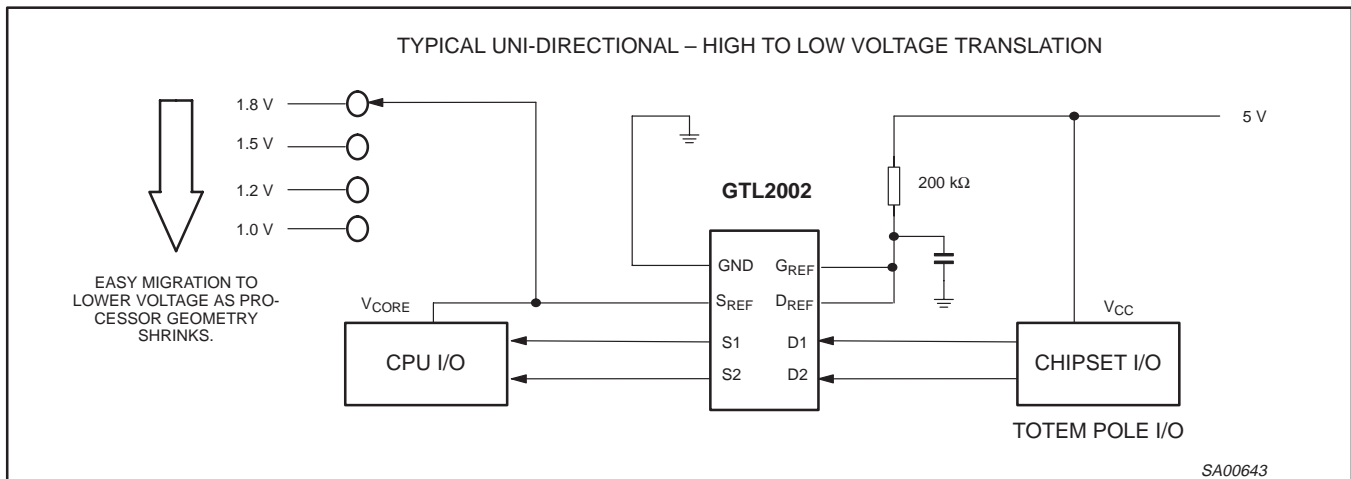 TYPICAL UNI-DIRECTIONAL – HIGH TO LOW VOLTAGE TRANSLATION
1.8 V
1.5 V
1.2 V
1.0 V
EASY MIGRATION TO
LOWER VOLTAGE AS PRO-
CESSOR GEOMETRY
SHRINKS.
5 V
200 kΩ
GTL2002
GND GREF
SREF DREF
S1 D1
S2 D2
VCORE
CPU I/O
VCC
CHIPSET I/O
TOTEM POLE I/O
SA00643